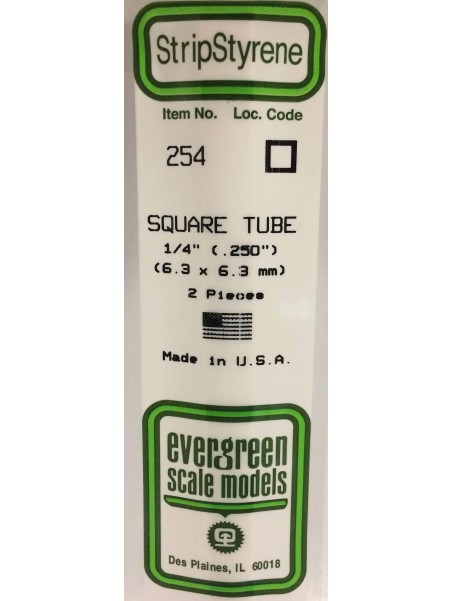 StripStyrene
Item No. Loc. Code
254
SQUARE TUBE
1/4" (.250")
(6.3 x 6.3 mm)
2 Pieces
Made in U.S.A.
evergreen
scale models
Des Plaines, IL 60018